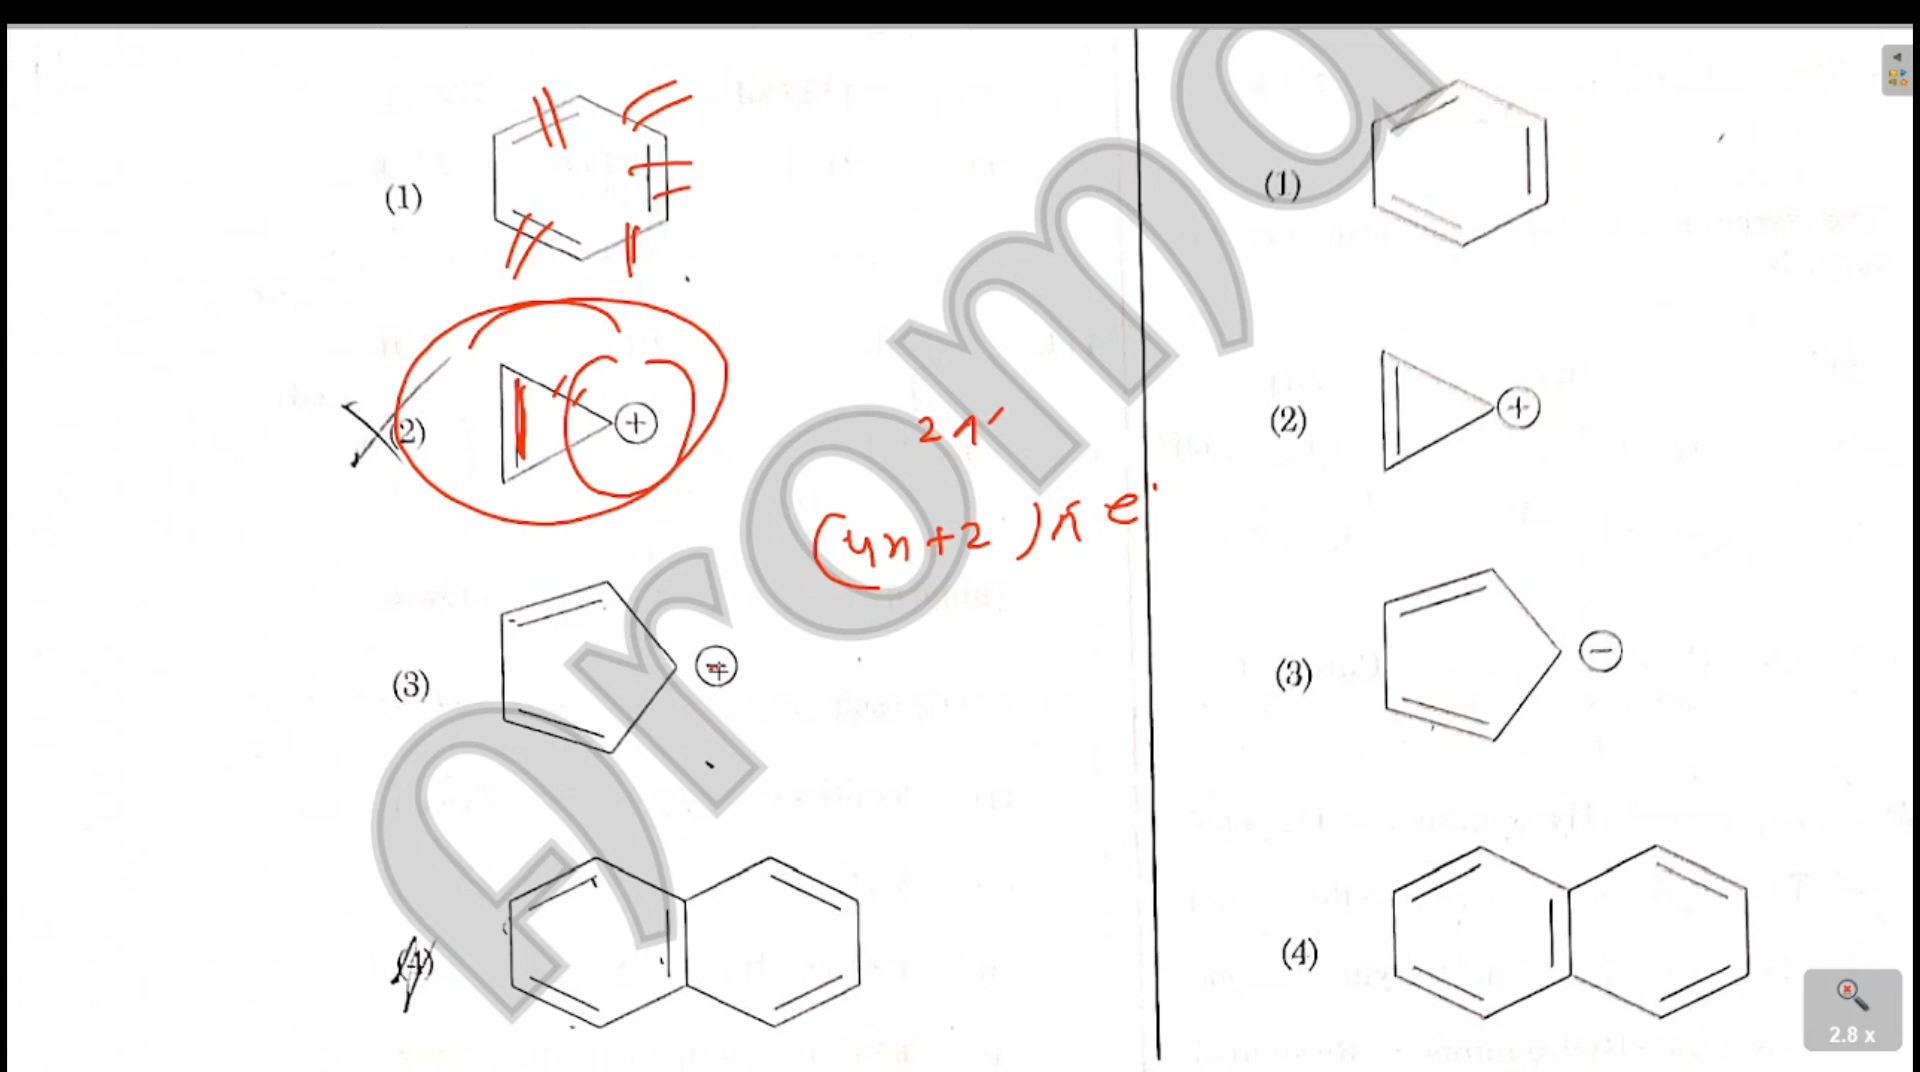 (1)
(2) +
2π
(4n+2)π e
(3) +
(4)
(1)
(2) +
(3) −
(4)
Aroma
2.8 x